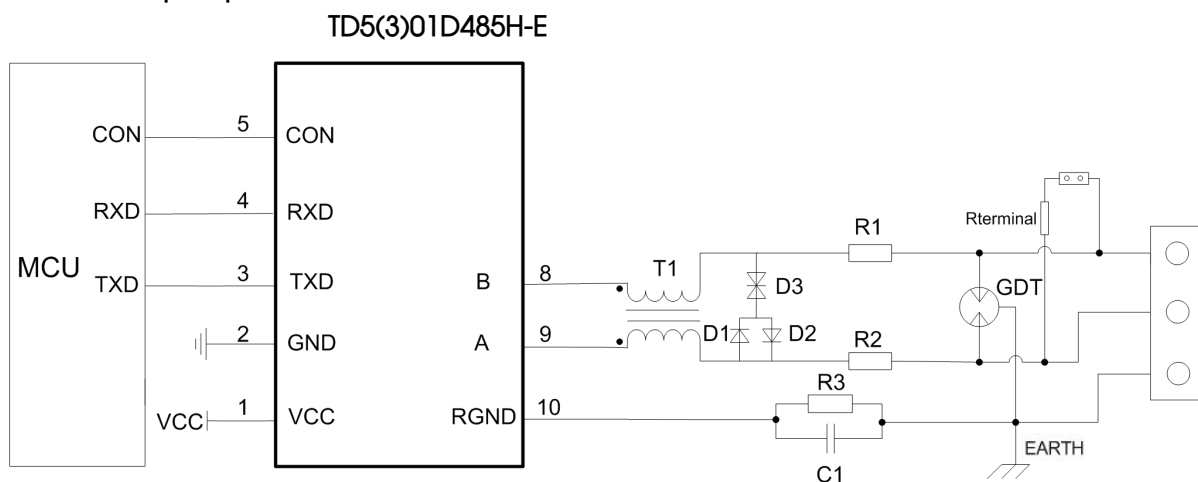 TD5(3)01D485H-E
MCU
CON
RXD
TXD
VCC
5
4
3
2
1
CON
RXD
TXD
GND
VCC
B
A
RGND
8
9
10
T1
D1
D2
D3
R1
R2
R3
C1
GDT
Rterminal
EARTH